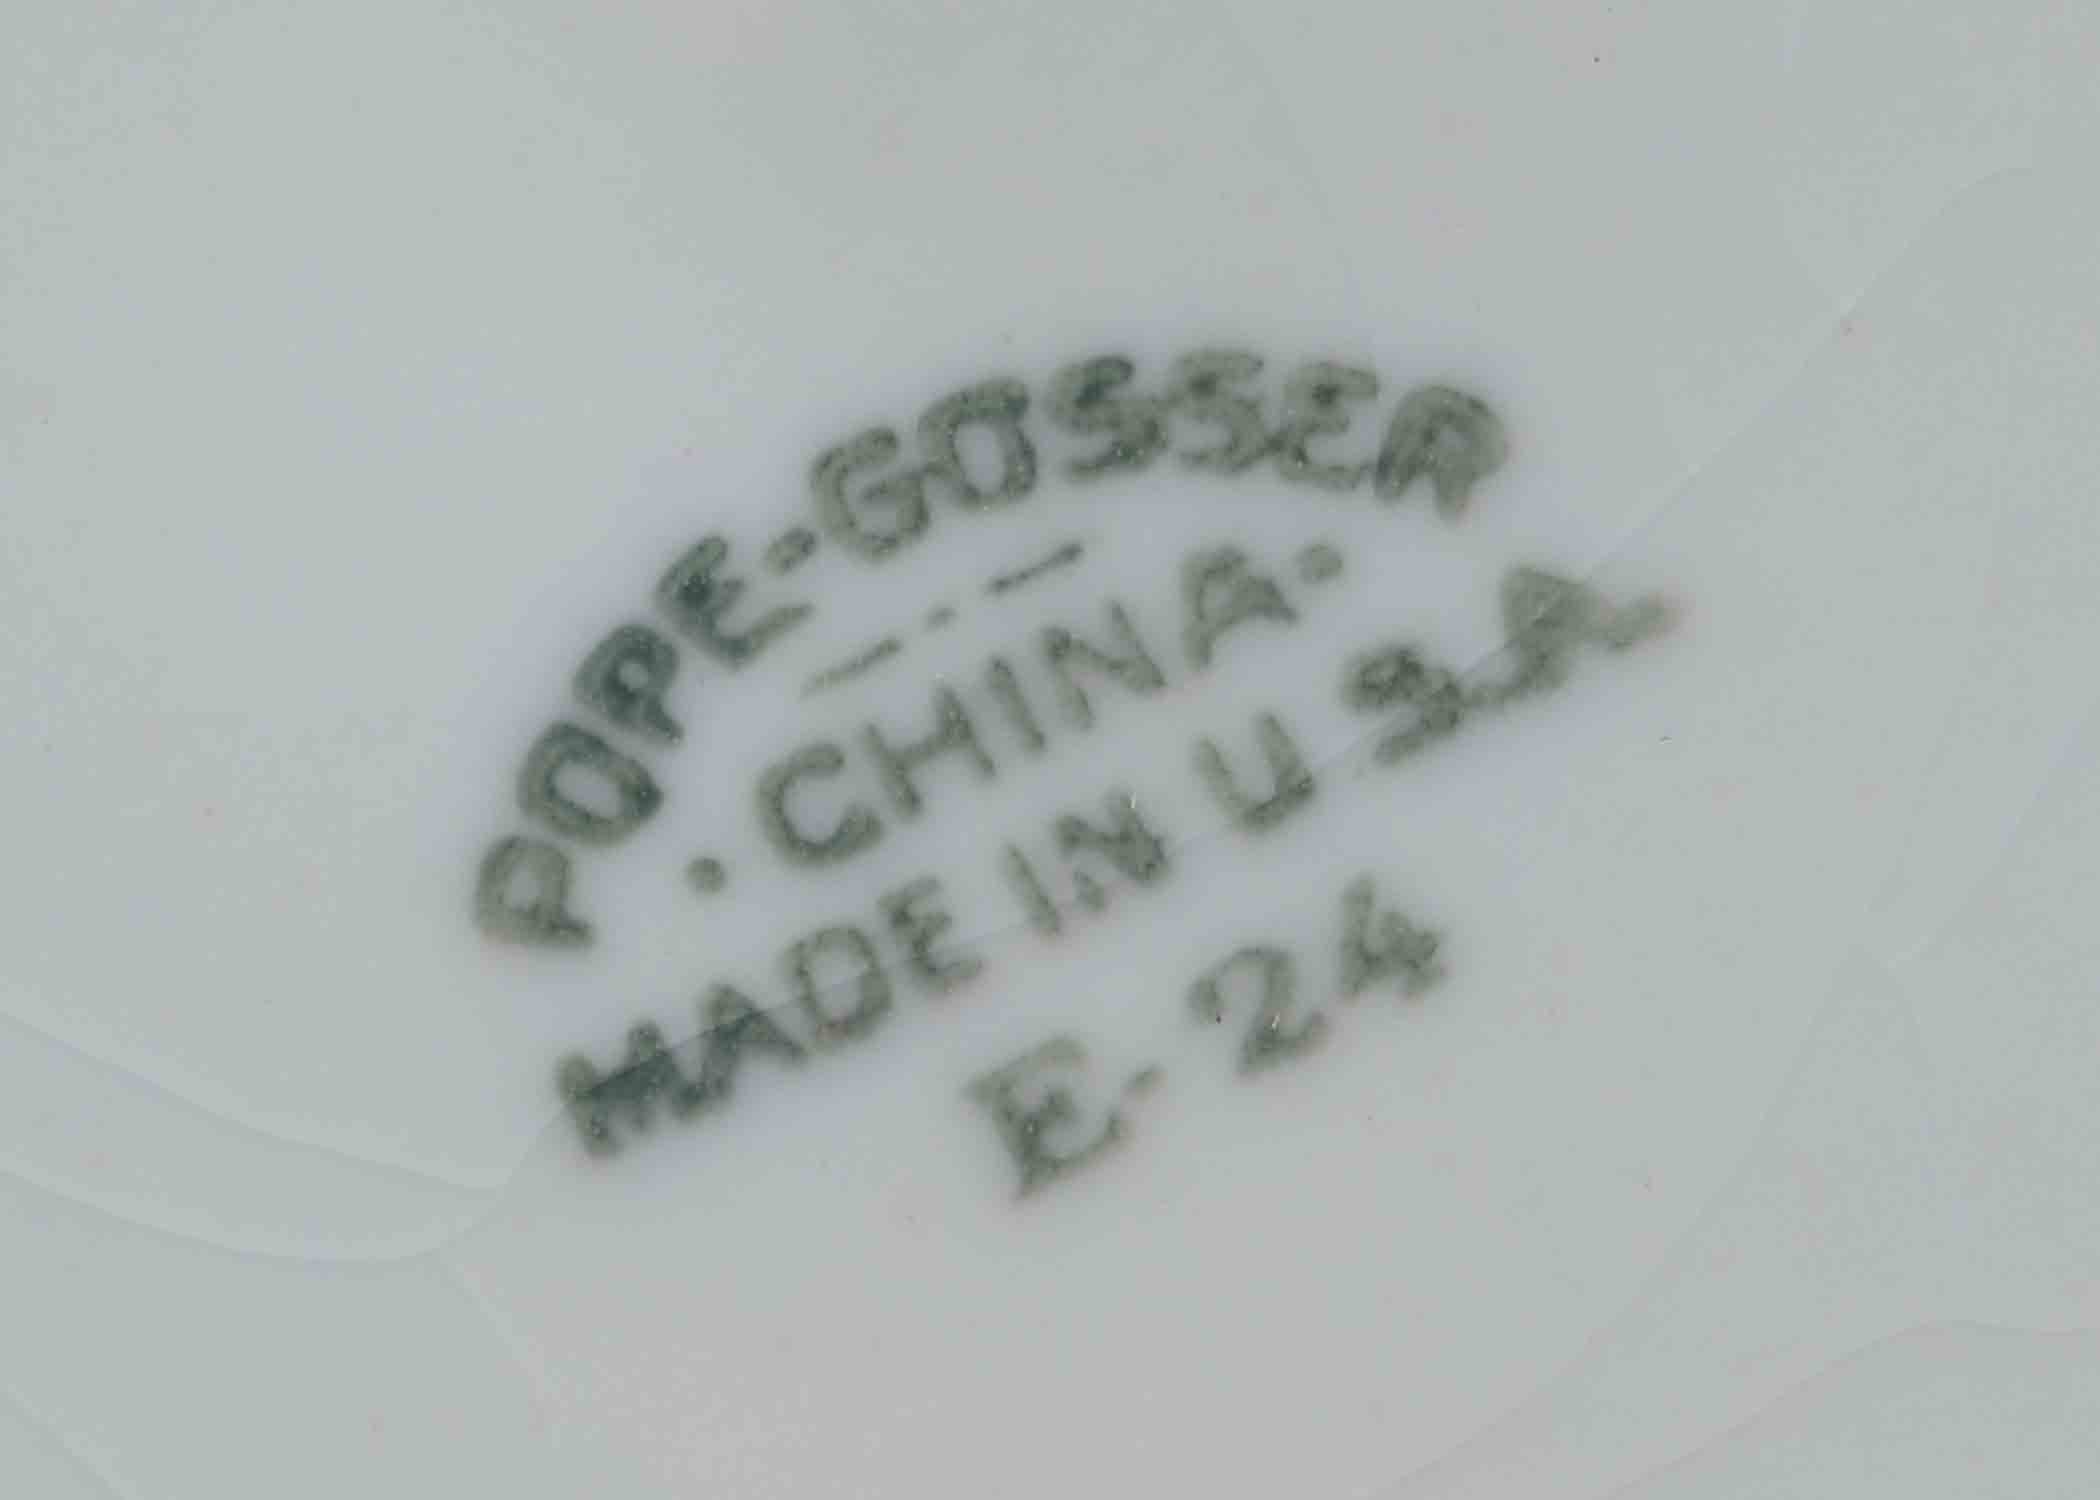 POPE-GOSSER
— - —
• CHINA •
MADE IN U.S.A
E-24